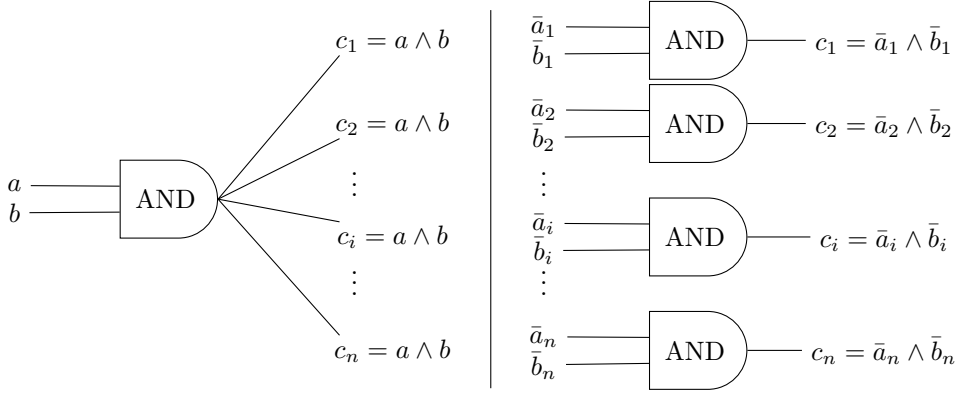 c₁ = a ∧ b
c₂ = a ∧ b
⋮
a
b
AND
cᵢ = a ∧ b
⋮
cₙ = a ∧ b
ā₁
b̄₁
AND
c₁ = ā₁ ∧ b̄₁
ā₂
b̄₂
AND
c₂ = ā₂ ∧ b̄₂
⋮
āᵢ
b̄ᵢ
AND
cᵢ = āᵢ ∧ b̄ᵢ
⋮
āₙ
b̄ₙ
AND
cₙ = āₙ ∧ b̄ₙ